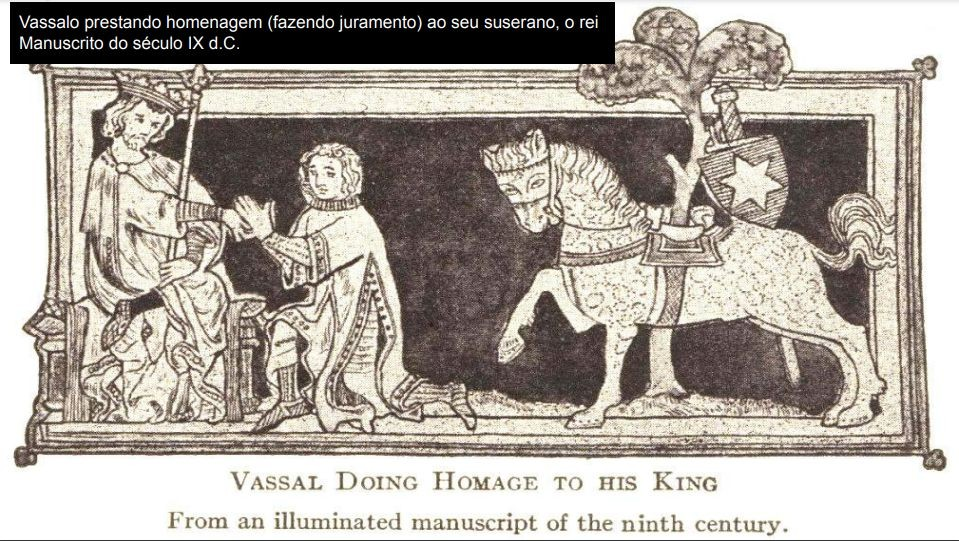 Vassalo prestando homenagem (fazendo juramento) ao seu suserano, o rei
Manuscrito do século IX d.C.
VASSAL DOING HOMAGE TO HIS KING
From an illuminated manuscript of the ninth century.